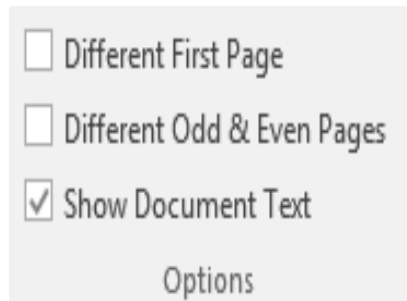 Different First Page
Different Odd & Even Pages
Show Document Text
Options